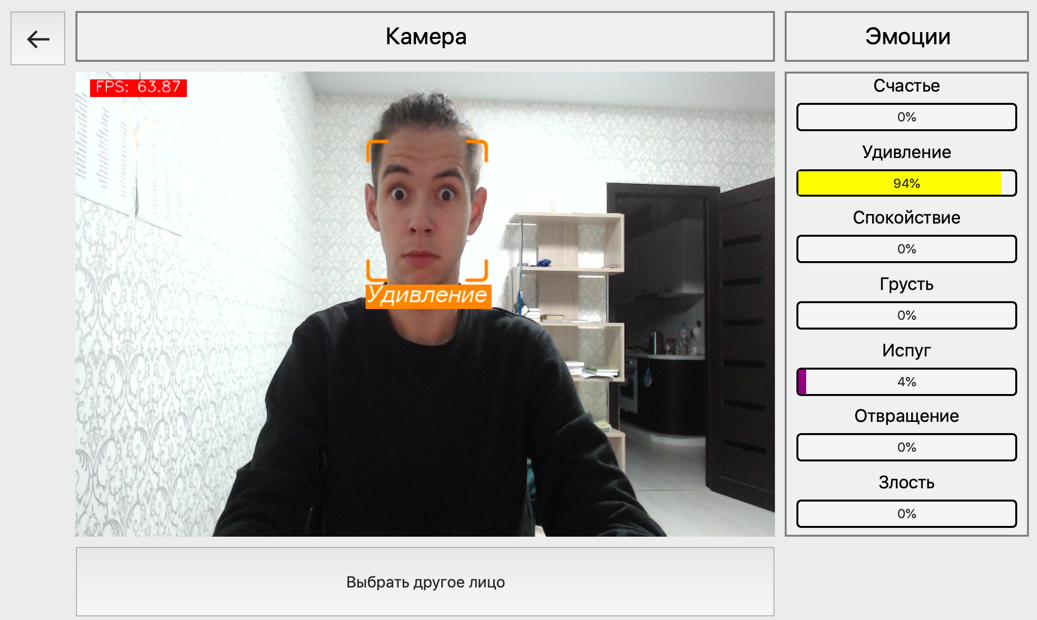 Камера
Эмоции
FPS: 63.87
Удивление
Счастье
0%
Удивление
94%
Спокойствие
0%
Грусть
0%
Испуг
4%
Отвращение
0%
Злость
0%
Выбрать другое лицо